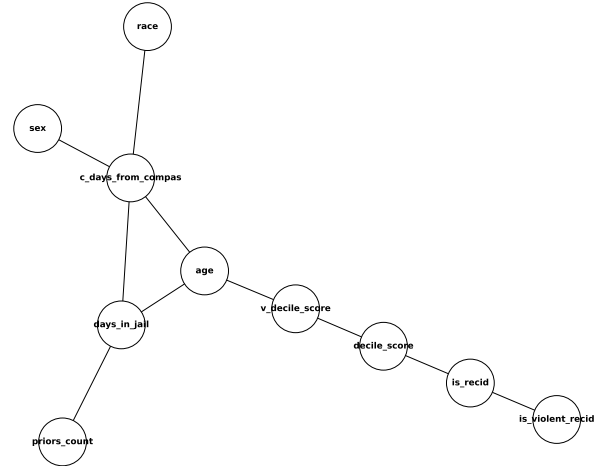 race
sex
c_days_from_compas
age
v_decile_score
days_in_jail
decile_score
is_recid
is_violent_recid
priors_count